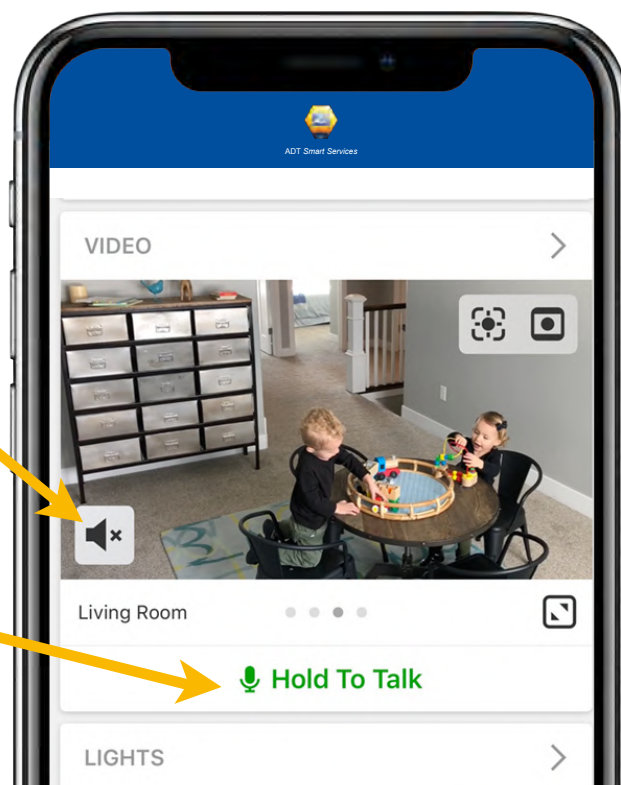 ADT Smart Services
VIDEO
Living Room
Hold To Talk
LIGHTS